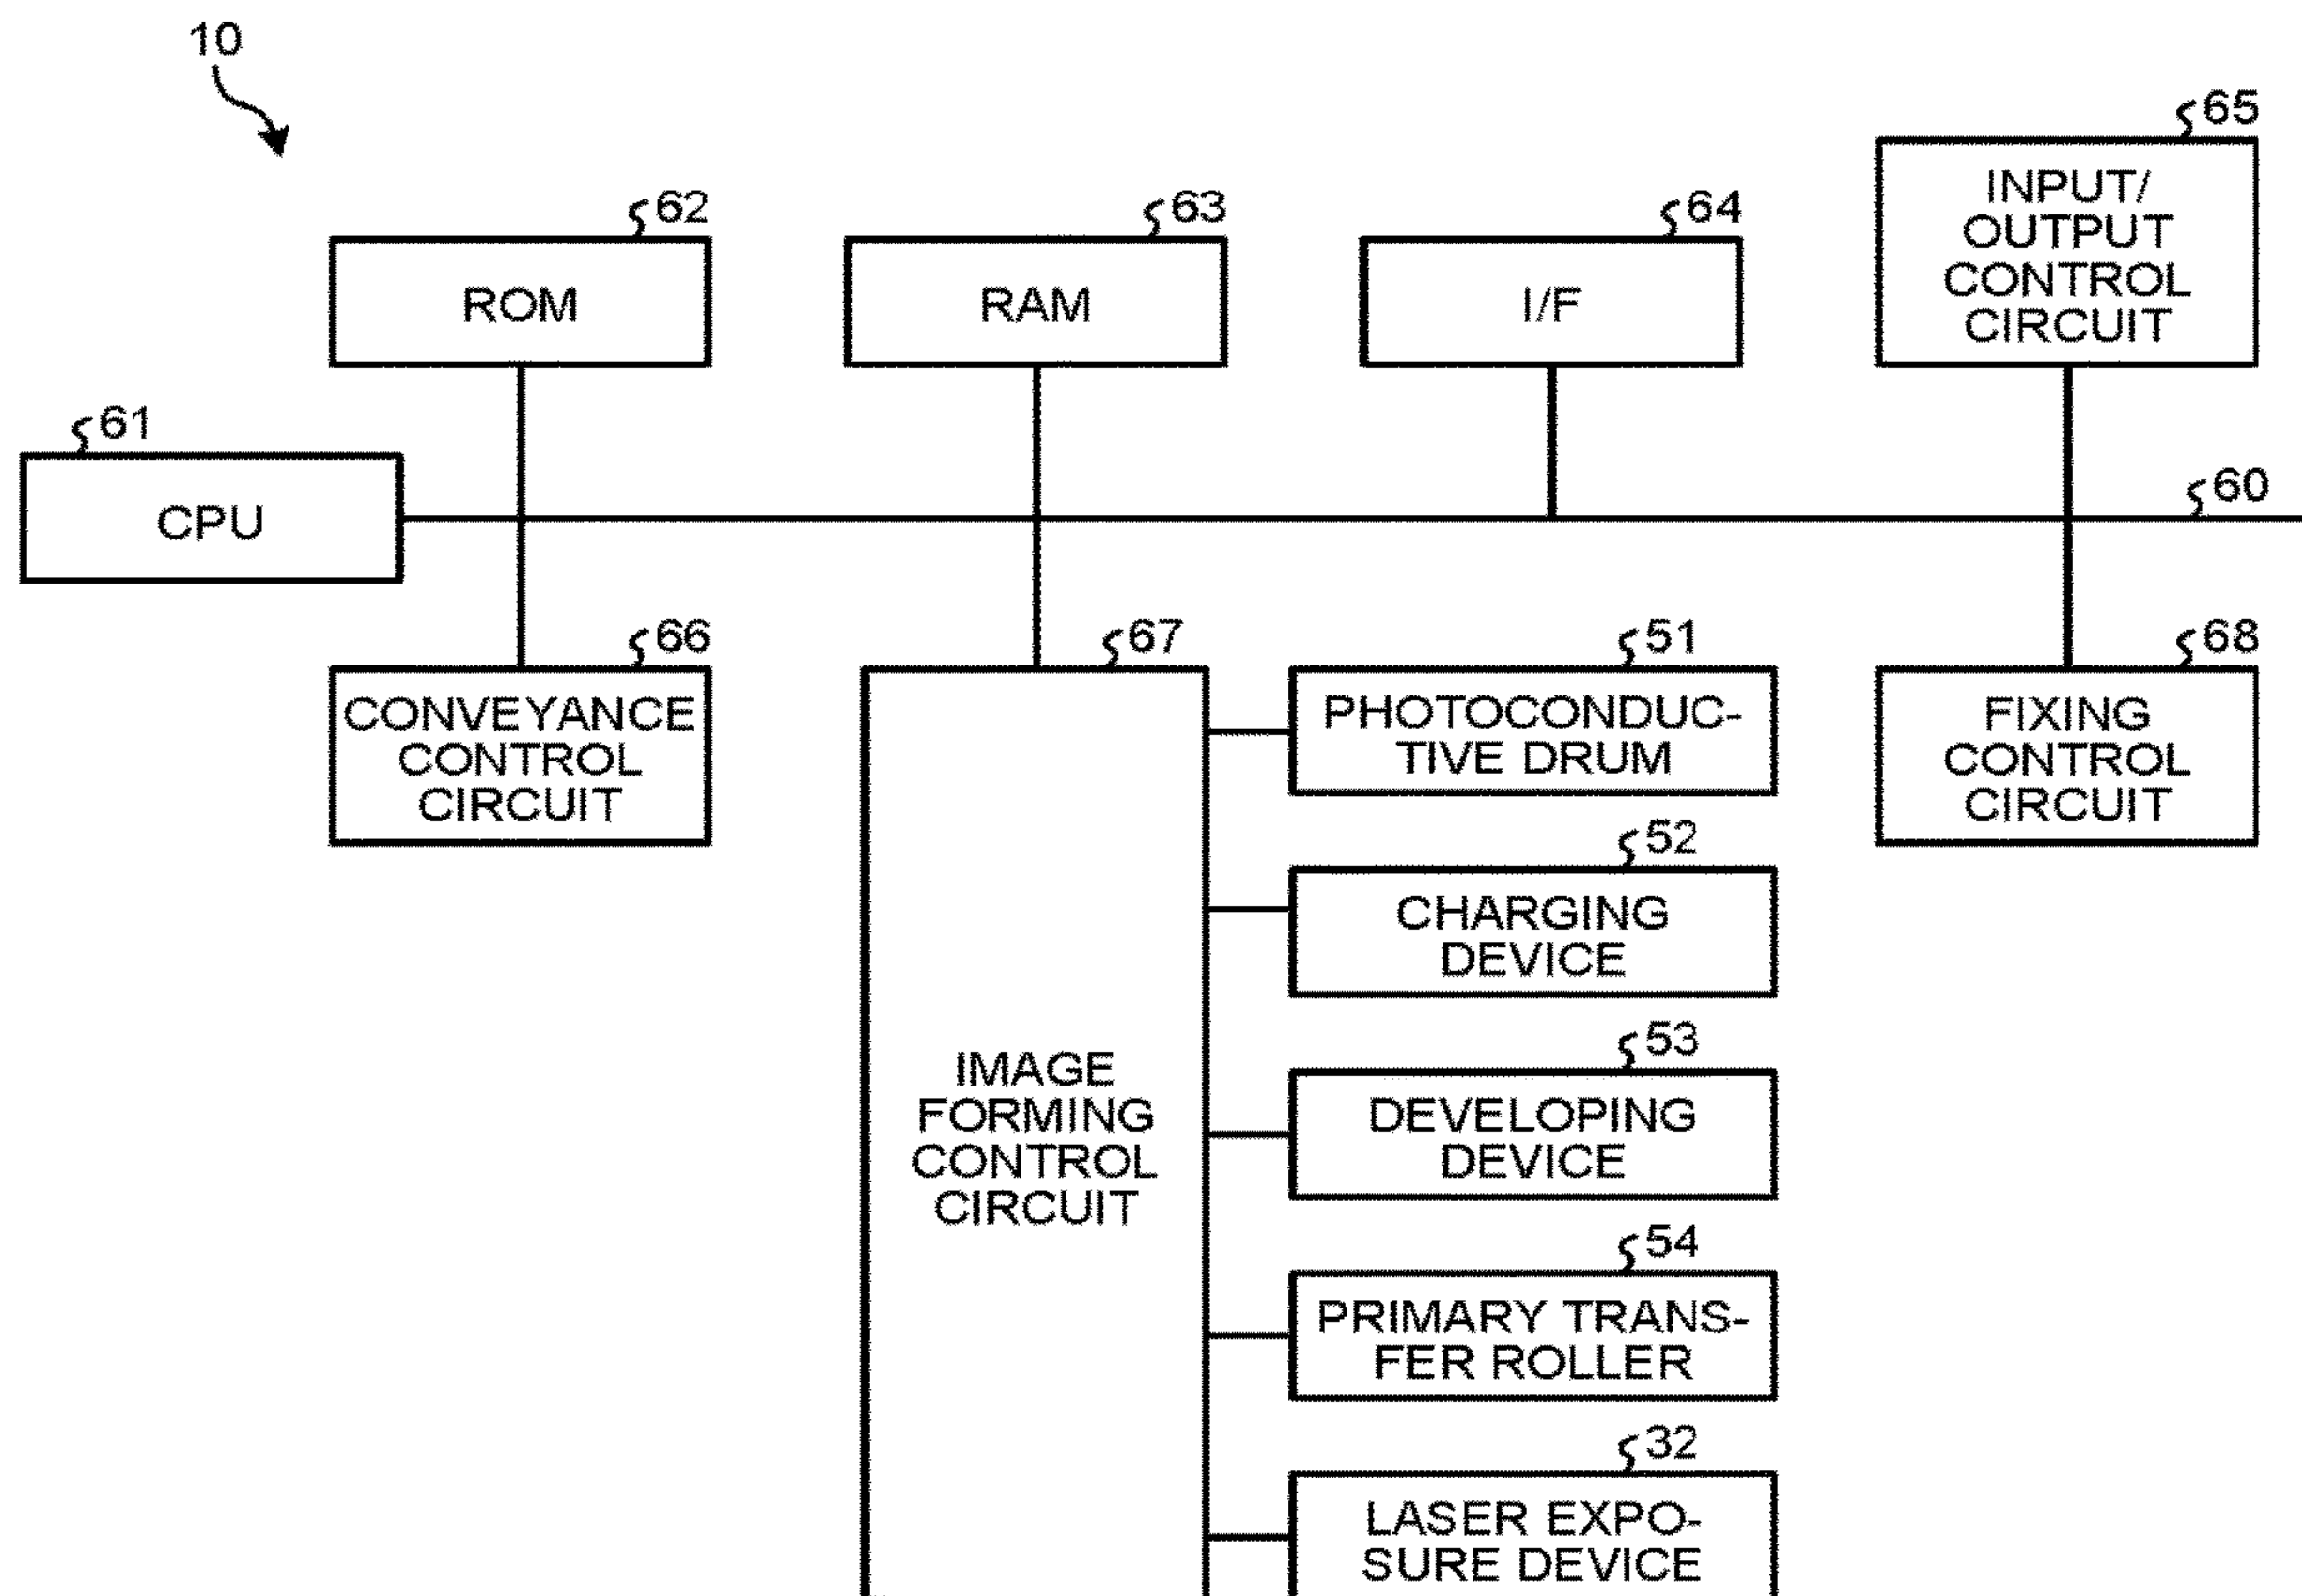 10
65
INPUT/
OUTPUT
CONTROL
CIRCUIT
62
ROM
63
RAM
64
I/F
61
CPU
60
66
CONVEYANCE
CONTROL
CIRCUIT
67
IMAGE
FORMING
CONTROL
CIRCUIT
51
PHOTOCONDUC-
TIVE DRUM
68
FIXING
CONTROL
CIRCUIT
52
CHARGING
DEVICE
53
DEVELOPING
DEVICE
54
PRIMARY TRANS-
FER ROLLER
32
LASER EXPO-
SURE DEVICE